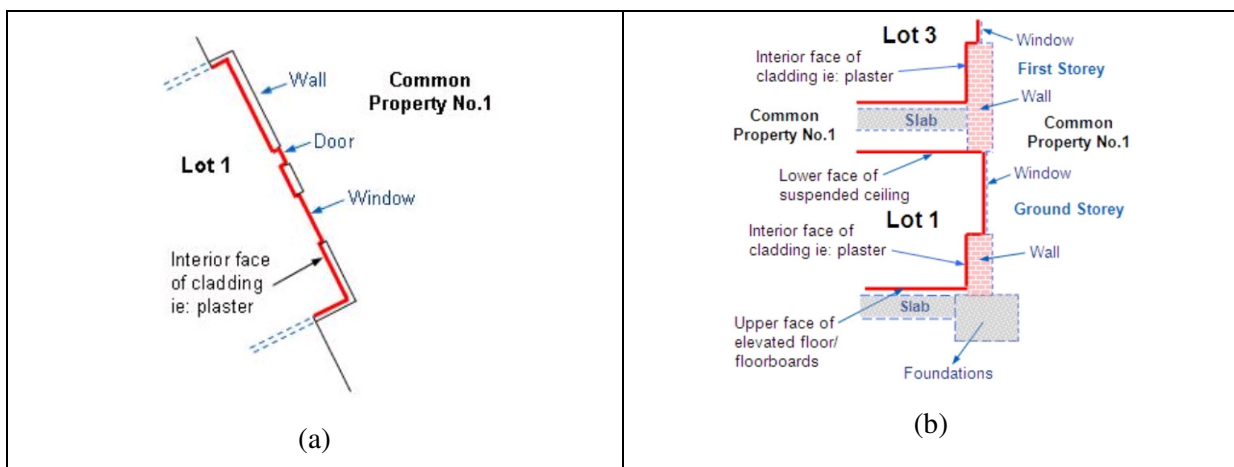 Wall
Common
Property No.1
Door
Lot 1
Window
Interior face
of cladding
ie: plaster
(a)
Lot 3
Window
Interior face of
cladding ie: plaster
First Storey
Wall
Common
Property No.1
Slab
Common
Property No.1
Window
Lower face of
suspended ceiling
Ground Storey
Lot 1
Interior face of
cladding ie: plaster
Wall
Slab
Upper face of
elevated floor/
floorboards
Foundations
(b)